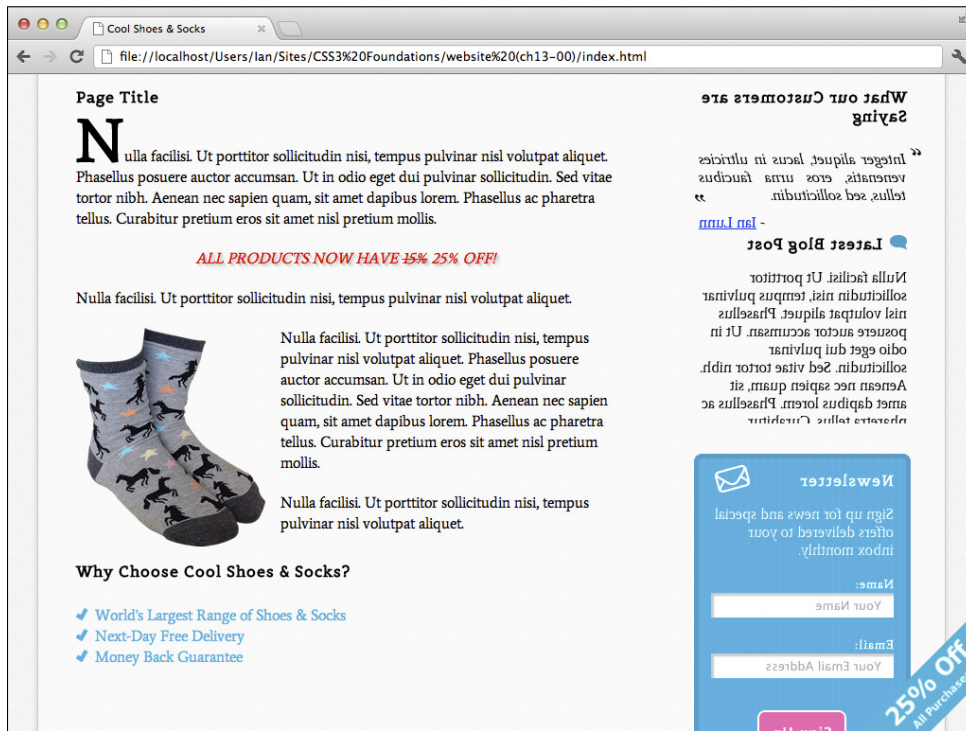 Cool Shoes & Socks
file://localhost/Users/Ian/Sites/CSS3%20Foundations/website%20(ch13-00)/index.html
Page Title
Nulla facilisi. Ut porttitor sollicitudin nisi, tempus pulvinar nisl volutpat aliquet.
Phasellus posuere auctor accumsan. Ut in odio eget dui pulvinar sollicitudin. Sed vitae
tortor nibh. Aenean nec sapien quam, sit amet dapibus lorem. Phasellus ac pharetra
tellus. Curabitur pretium eros sit amet nisl pretium mollis.
ALL PRODUCTS NOW HAVE 15% 25% OFF!
Nulla facilisi. Ut porttitor sollicitudin nisi, tempus pulvinar nisl volutpat aliquet.
Nulla facilisi. Ut porttitor sollicitudin nisi, tempus
pulvinar nisl volutpat aliquet. Phasellus posuere
auctor accumsan. Ut in odio eget dui pulvinar
sollicitudin. Sed vitae tortor nibh. Aenean nec sapien
quam, sit amet dapibus lorem. Phasellus ac pharetra
tellus. Curabitur pretium eros sit amet nisl pretium
mollis.
Nulla facilisi. Ut porttitor sollicitudin nisi, tempus
pulvinar nisl volutpat aliquet.
Why Choose Cool Shoes & Socks?
World's Largest Range of Shoes & Socks
Next-Day Free Delivery
Money Back Guarantee
What our Customers are
Saying
“ Integer aliquet, lacus in ultricies
venenatis, eros urna faucibus
tellus, sed sollicitudin. ”
- Ian Lunn
Latest Blog Post
Nulla facilisi. Ut porttitor
sollicitudin nisi, tempus pulvinar
nisl volutpat aliquet. Phasellus
posuere auctor accumsan. Ut in
odio eget dui pulvinar
sollicitudin. Sed vitae tortor nibh.
Aenean nec sapien quam, sit
amet dapibus lorem. Phasellus ac
pharetra tellus. Curabitur
Newsletter
Sign up for news and special
offers delivered to your
inbox monthly.
Name:
Your Name
Email:
Your Email Address
Sign Up
25% Off
All Purchases